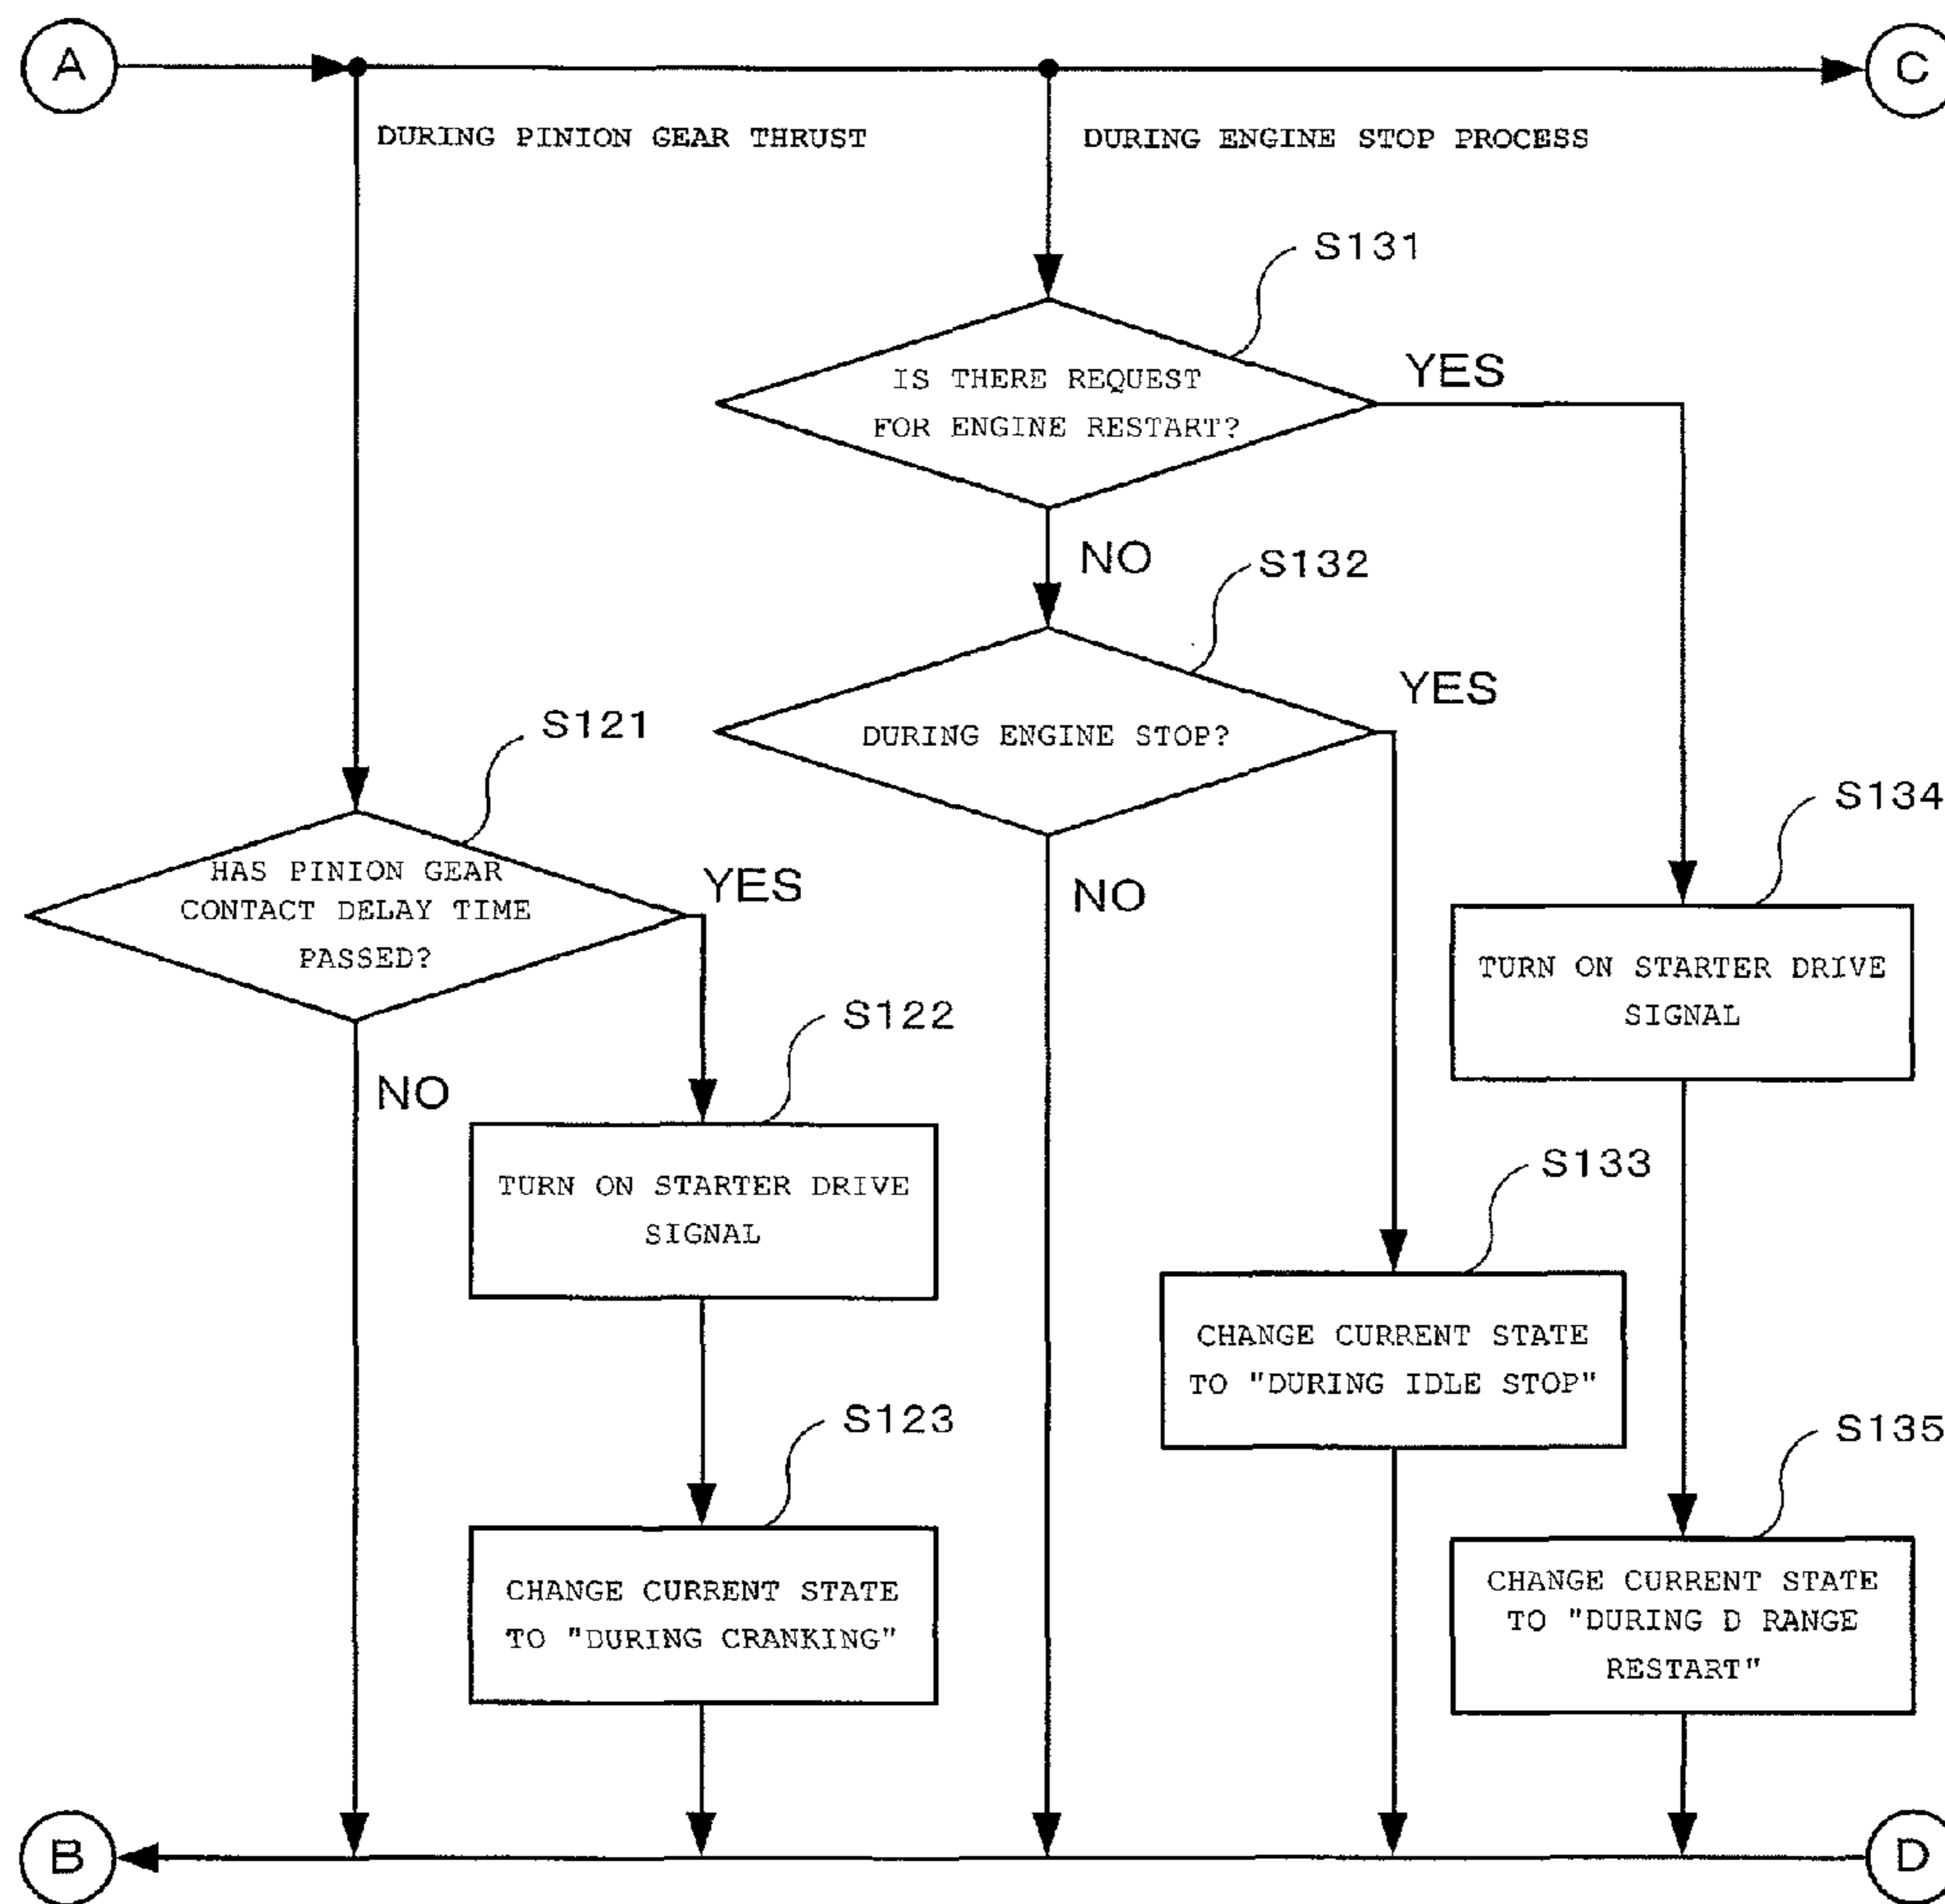 A
C
DURING PINION GEAR THRUST
DURING ENGINE STOP PROCESS
S131
IS THERE REQUEST
FOR ENGINE RESTART?
YES
NO
S132
DURING ENGINE STOP?
YES
NO
S121
HAS PINION GEAR
CONTACT DELAY TIME
PASSED?
YES
NO
S122
TURN ON STARTER DRIVE
SIGNAL
S123
CHANGE CURRENT STATE
TO "DURING CRANKING"
S133
CHANGE CURRENT STATE
TO "DURING IDLE STOP"
S134
TURN ON STARTER DRIVE
SIGNAL
S135
CHANGE CURRENT STATE
TO "DURING D RANGE
RESTART"
B
D